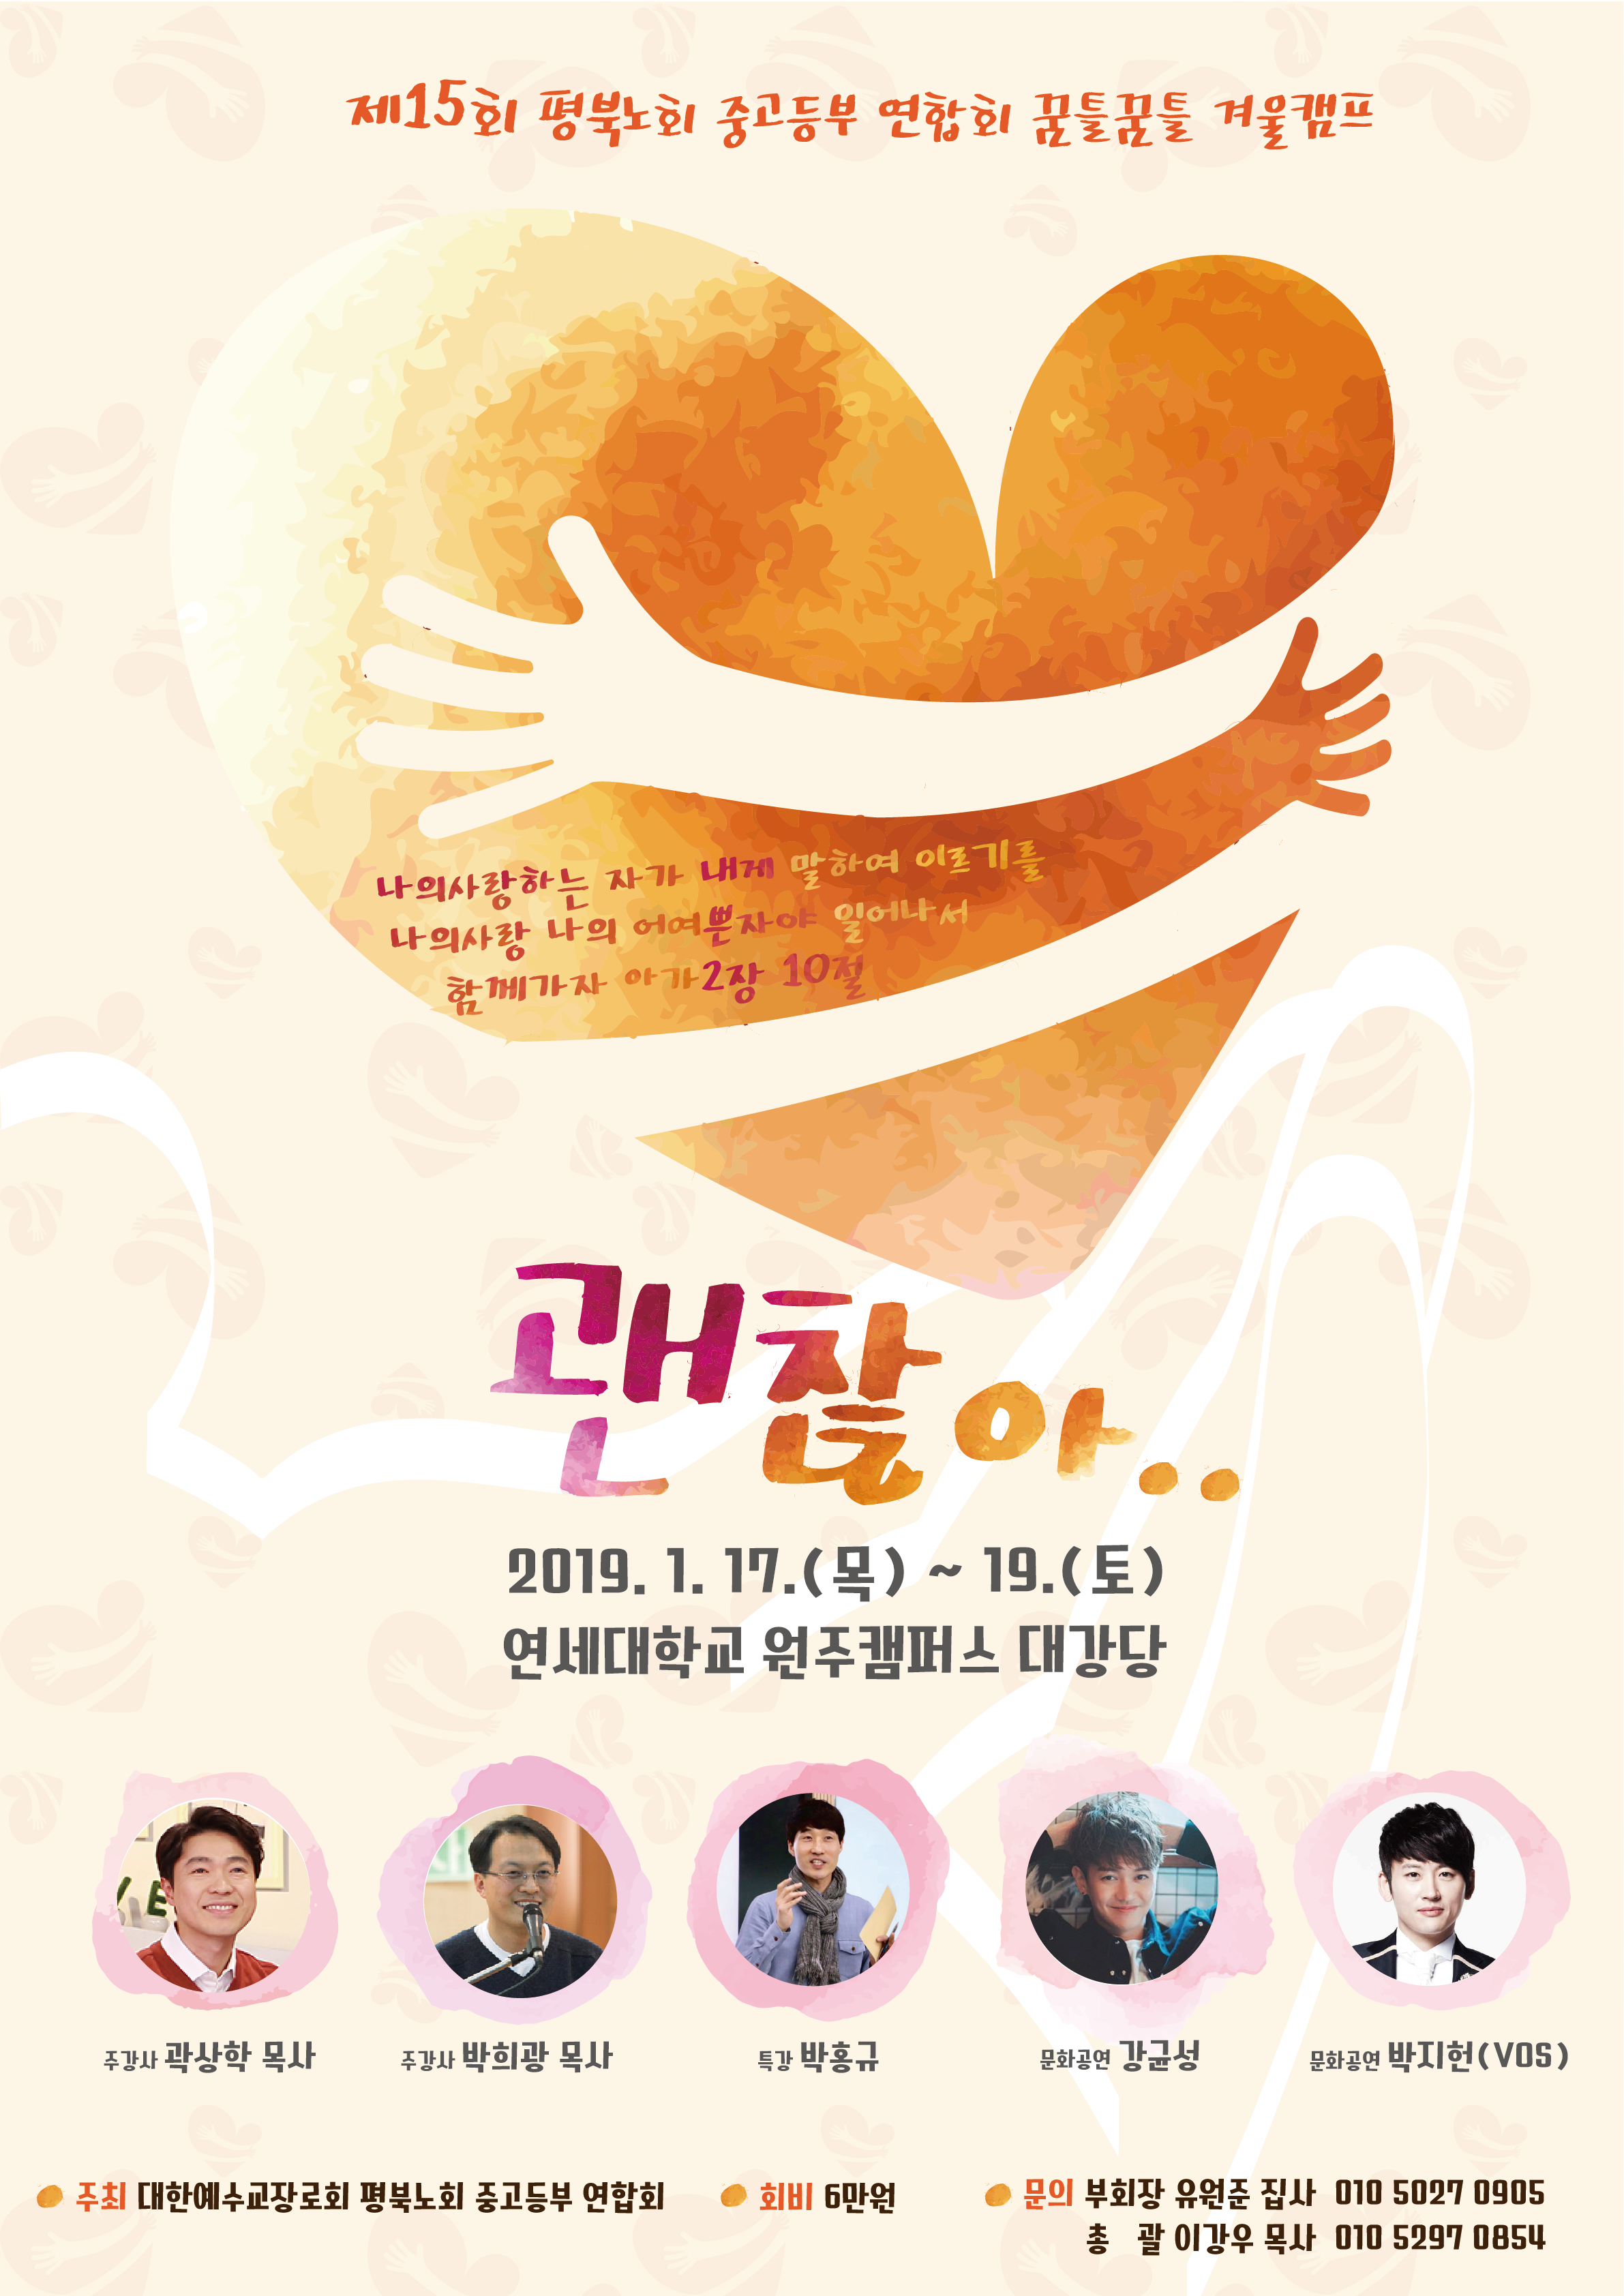 제15회 평북노회 중고등부 연합회 꿈틀꿈틀 겨울캠프
나의사랑하는 자가 내게 말하여 이르기를
나의사랑 나의 어여쁜자야 일어나서
함께가자 아가2장 10절
괜찮아..
2019. 1. 17.(목) ~ 19.(토)
연세대학교 원주캠퍼스 대강당
주강사 곽상학 목사
주강사 박희광 목사
특강 박홍규
문화공연 강균성
문화공연 박지헌(VOS)
주최 대한예수교장로회 평북노회 중고등부 연합회
회비 6만원
문의 부회장 유원준 집사 010 5027 0905
총 괄 이강우 목사 010 5297 0854